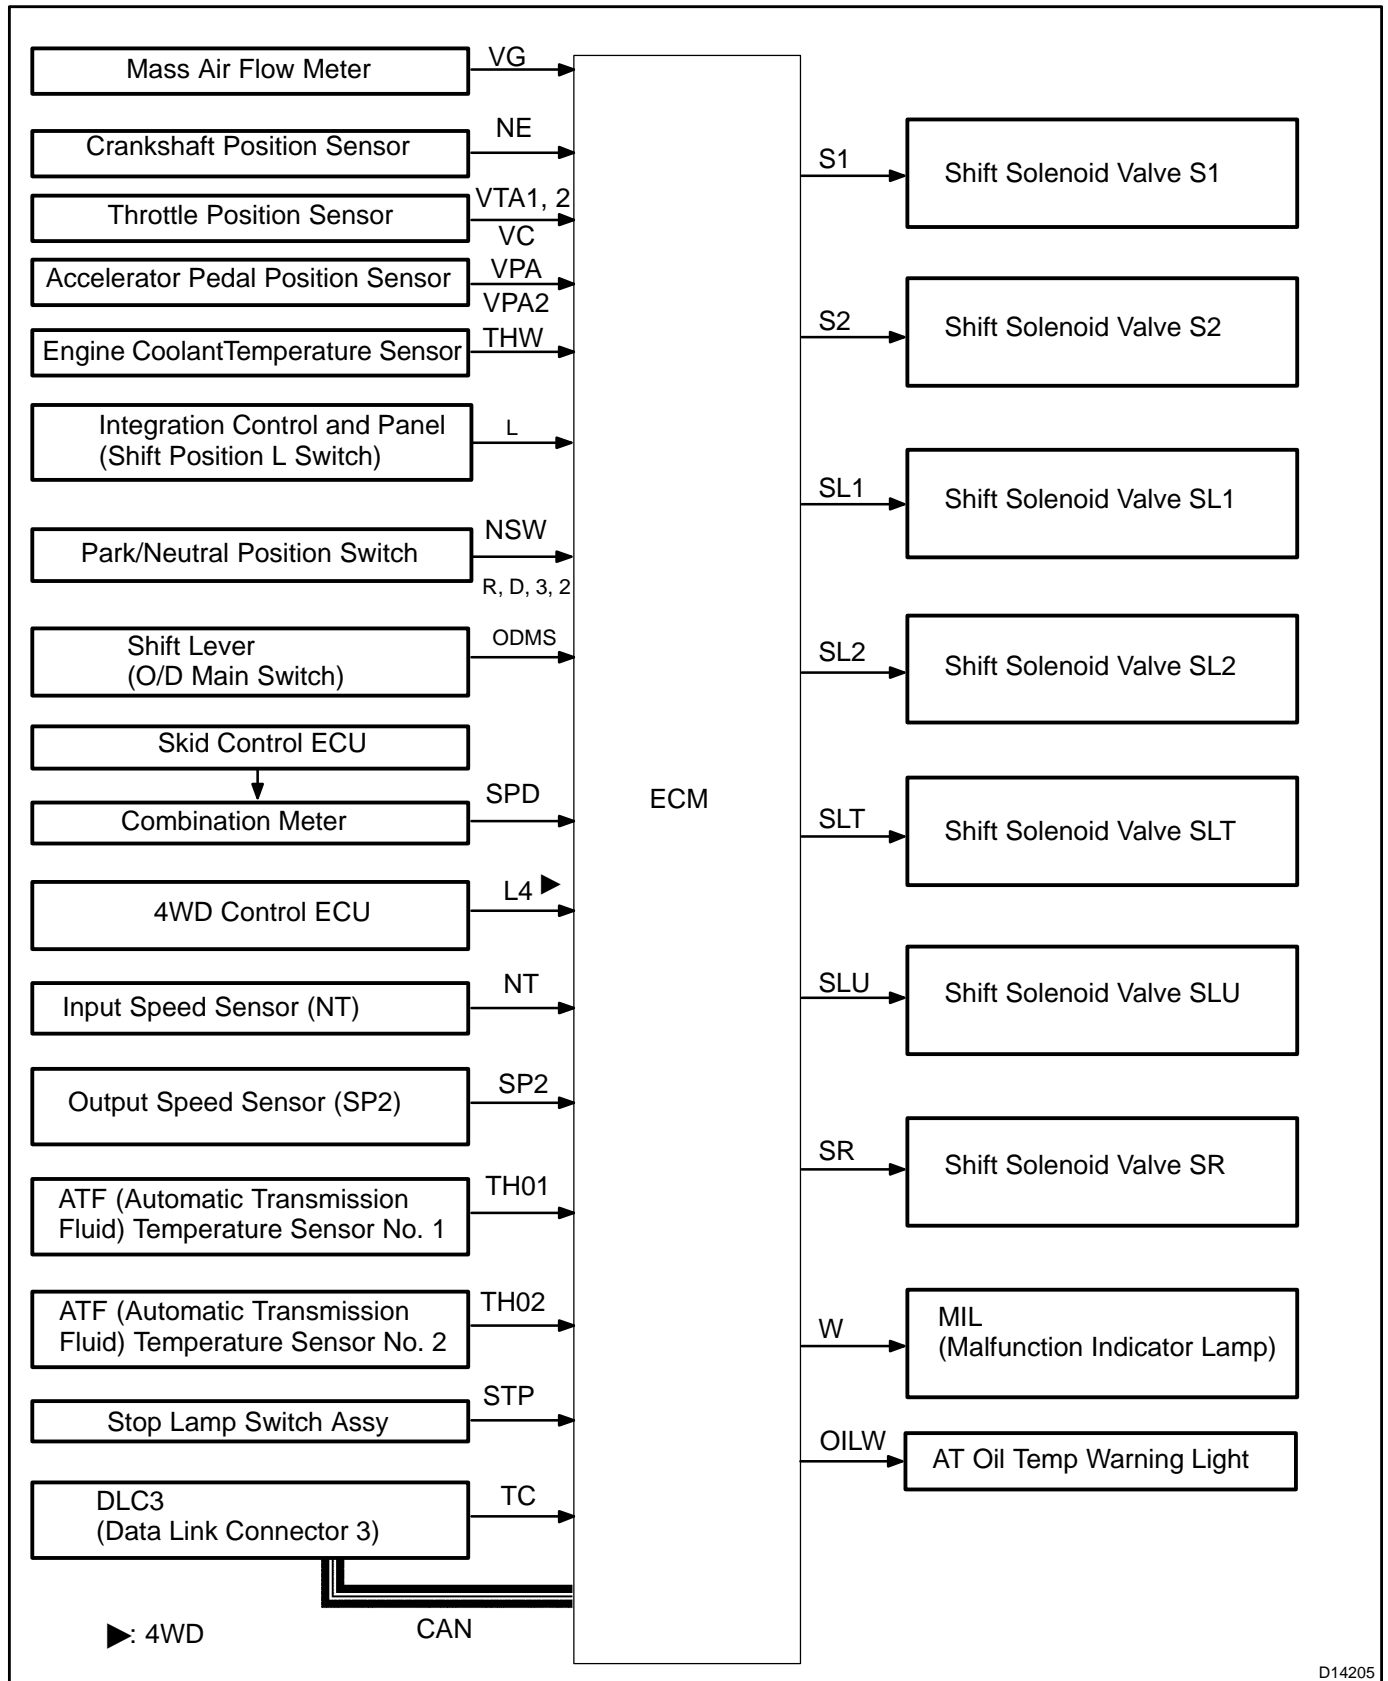 Mass Air Flow Meter
VG
Crankshaft Position Sensor
NE
Throttle Position Sensor
VTA1, 2
VC
Accelerator Pedal Position Sensor
VPA
VPA2
Engine CoolantTemperature Sensor
THW
Integration Control and Panel
(Shift Position L Switch)
L
Park/Neutral Position Switch
NSW
R, D, 3, 2
Shift Lever
(O/D Main Switch)
ODMS
Skid Control ECU
Combination Meter
SPD
4WD Control ECU
L4 ▶
Input Speed Sensor (NT)
NT
Output Speed Sensor (SP2)
SP2
ATF (Automatic Transmission
Fluid) Temperature Sensor No. 1
TH01
ATF (Automatic Transmission
Fluid) Temperature Sensor No. 2
TH02
Stop Lamp Switch Assy
STP
DLC3
(Data Link Connector 3)
TC
CAN
▶: 4WD
ECM
S1
Shift Solenoid Valve S1
S2
Shift Solenoid Valve S2
SL1
Shift Solenoid Valve SL1
SL2
Shift Solenoid Valve SL2
SLT
Shift Solenoid Valve SLT
SLU
Shift Solenoid Valve SLU
SR
Shift Solenoid Valve SR
W
MIL
(Malfunction Indicator Lamp)
OILW
AT Oil Temp Warning Light
D14205